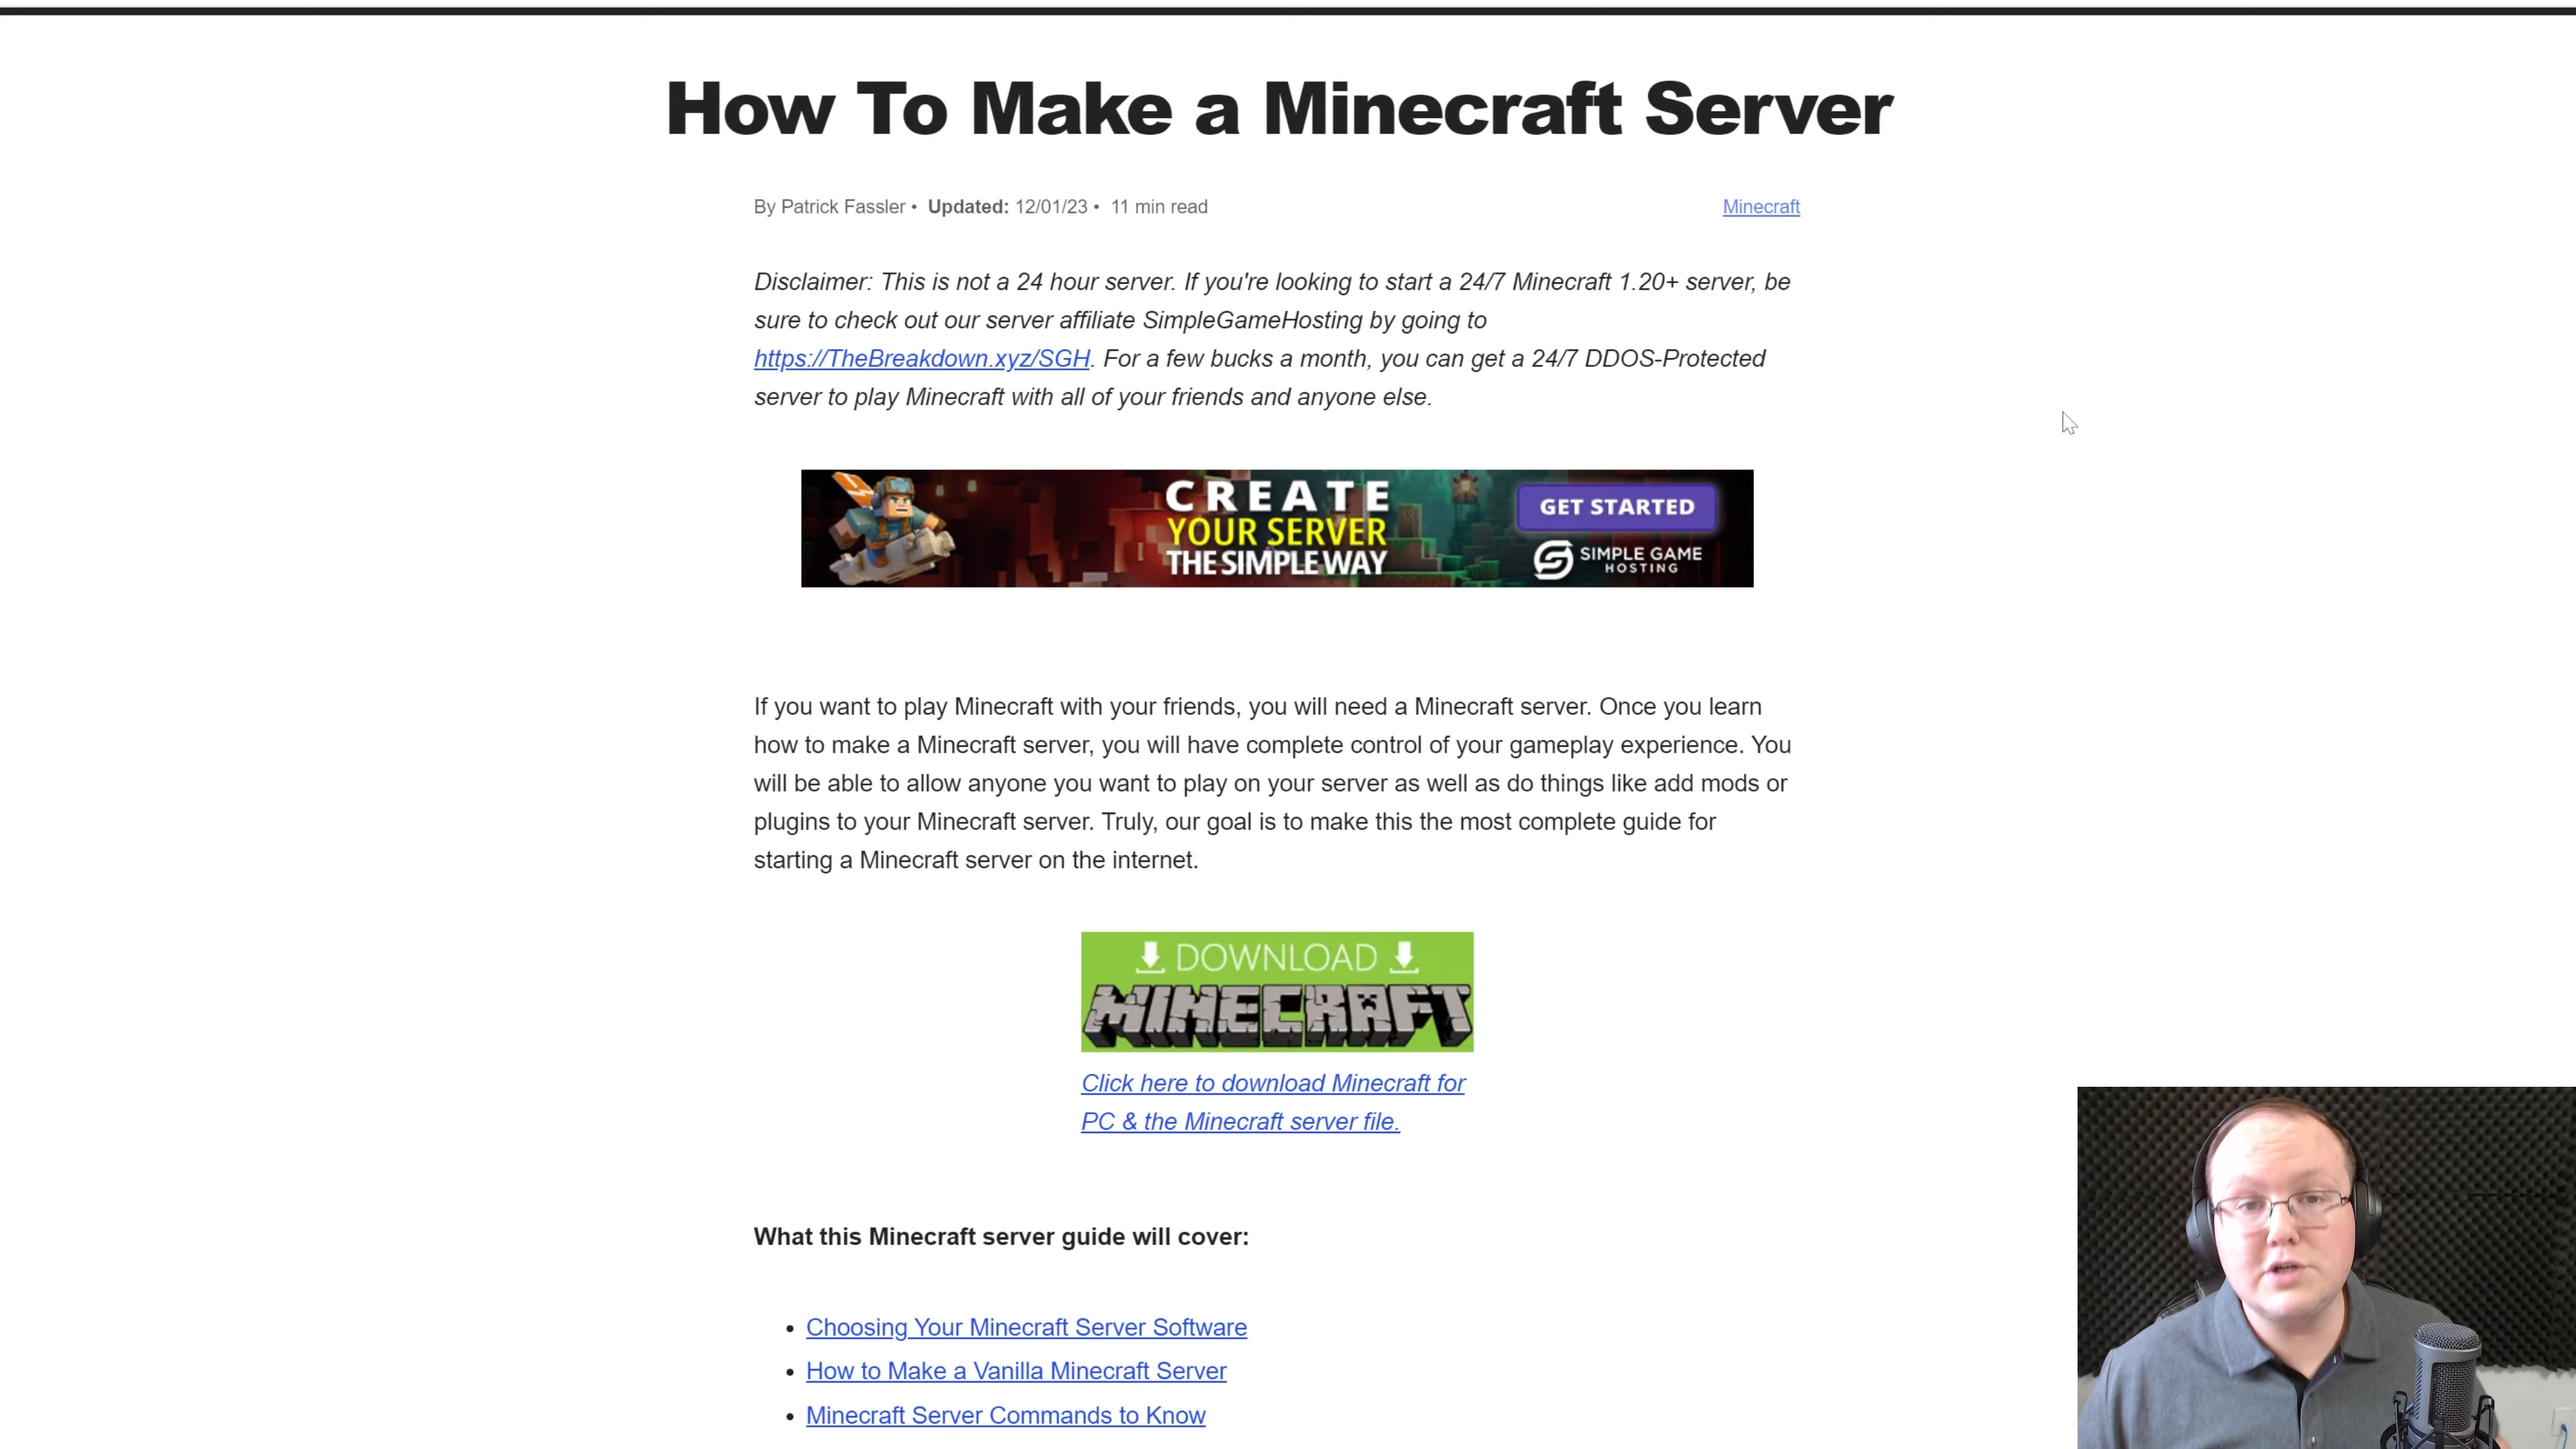 How To Make a Minecraft Server
By Patrick Fassler • Updated: 12/01/23 • 11 min read
Minecraft
Disclaimer: This is not a 24 hour server. If you're looking to start a 24/7 Minecraft 1.20+ server, be
sure to check out our server affiliate SimpleGameHosting by going to
https://TheBreakdown.xyz/SGH. For a few bucks a month, you can get a 24/7 DDOS-Protected
server to play Minecraft with all of your friends and anyone else.
CREATE
YOUR SERVER
THE SIMPLE WAY
GET STARTED
SIMPLE GAME
HOSTING
If you want to play Minecraft with your friends, you will need a Minecraft server. Once you learn
how to make a Minecraft server, you will have complete control of your gameplay experience. You
will be able to allow anyone you want to play on your server as well as do things like add mods or
plugins to your Minecraft server. Truly, our goal is to make this the most complete guide for
starting a Minecraft server on the internet.
DOWNLOAD
MINECRAFT
Click here to download Minecraft for
PC & the Minecraft server file.
What this Minecraft server guide will cover:
• Choosing Your Minecraft Server Software
• How to Make a Vanilla Minecraft Server
• Minecraft Server Commands to Know